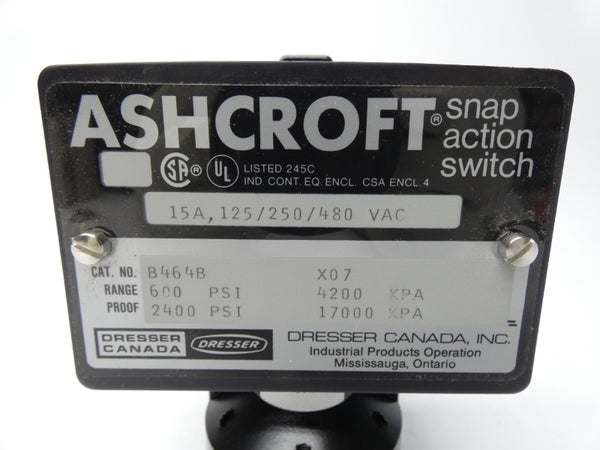 ASHCROFT® snap
action
switch
SA® UL LISTED 245C
IND. CONT. EQ. ENCL. CSA ENCL. 4
15A, 125/250/480 VAC
CAT. NO. B464B X07
RANGE 600 PSI 4200 KPA
PROOF 2400 PSI 17000 KPA
DRESSER
CANADA
DRESSER
DRESSER CANADA, INC.
Industrial Products Operation
Mississauga, Ontario